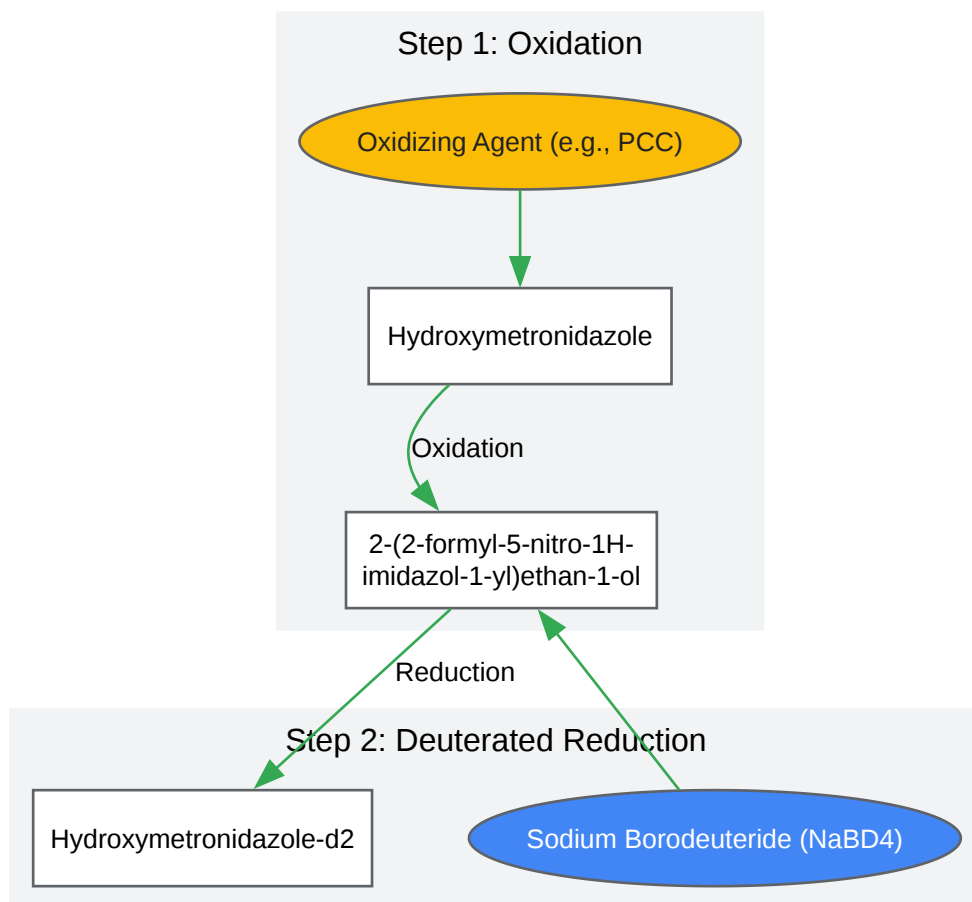 Step 1: Oxidation
Oxidizing Agent (e.g., PCC)
Hydroxymetronidazole
Oxidation
2-(2-formyl-5-nitro-1H-
imidazol-1-yl)ethan-1-ol
Reduction
Step 2: Deuterated Reduction
Hydroxymetronidazole-d2
Sodium Borodeuteride (NaBD4)